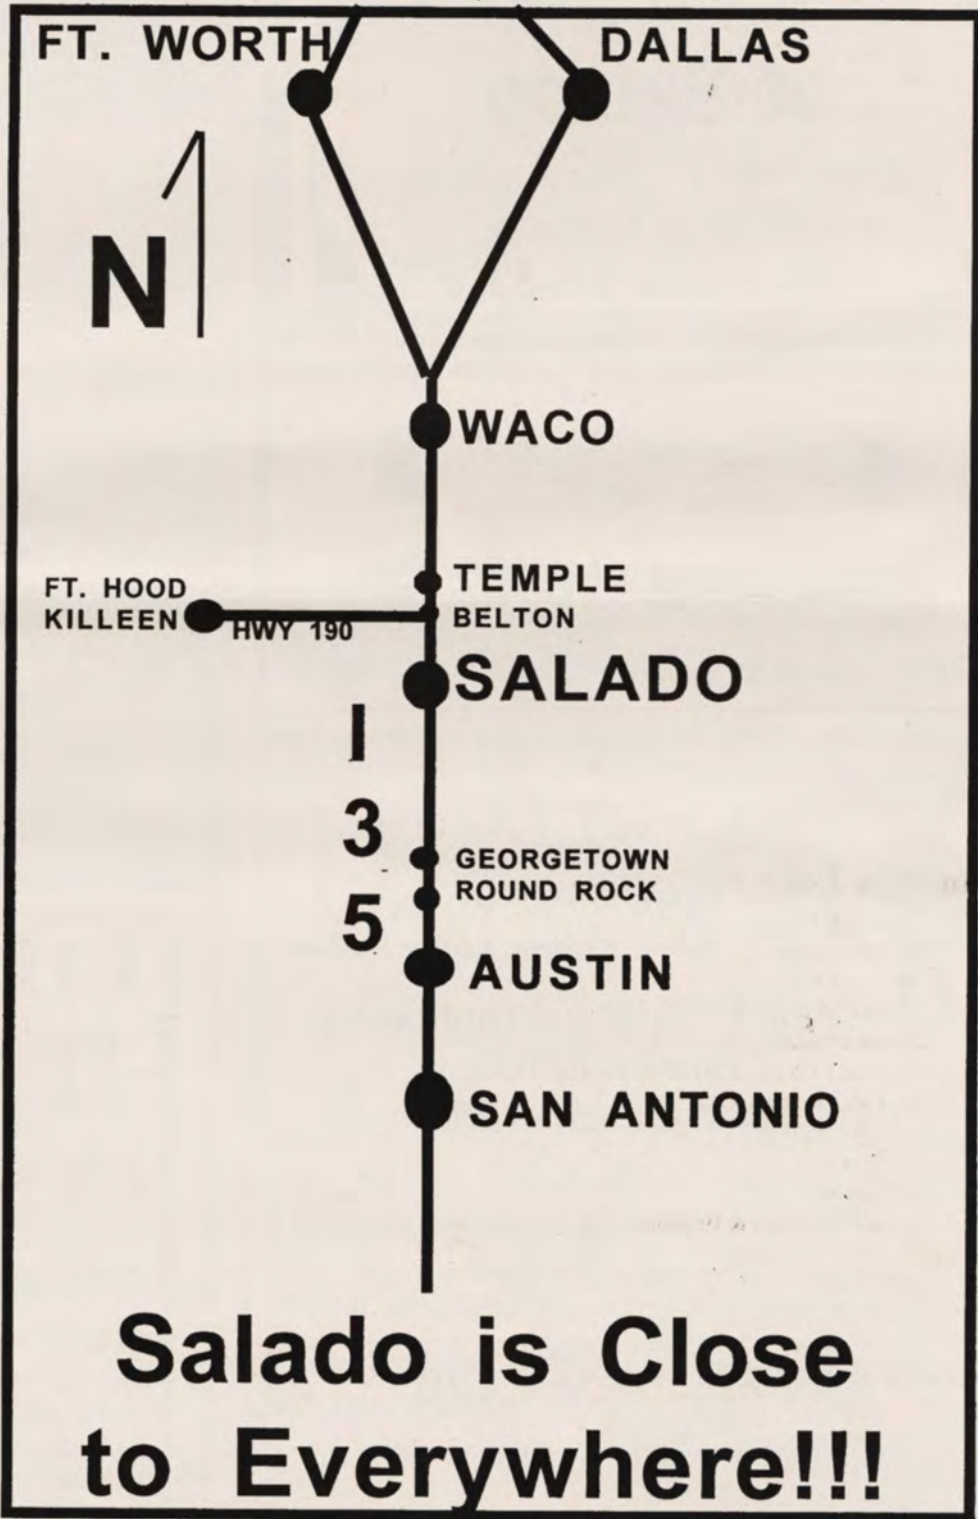 FT. WORTH
DALLAS
N
WACO
TEMPLE
FT. HOOD
KILLEEN
HWY 190
BELTON
SALADO
I
3
5
GEORGETOWN
ROUND ROCK
AUSTIN
SAN ANTONIO
Salado is Close
to Everywhere!!!